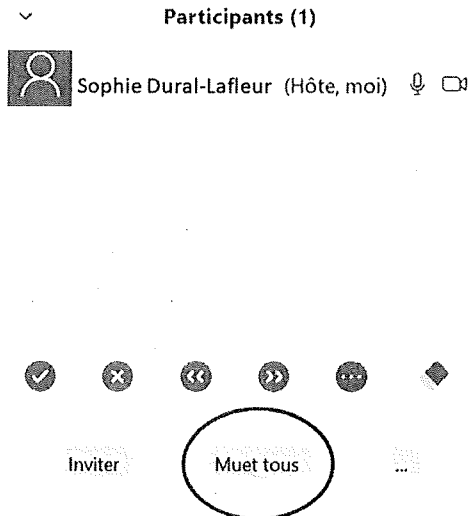 Participants (1)
Sophie Dural-Lafleur (Hôte, moi)
Inviter Muet tous ...